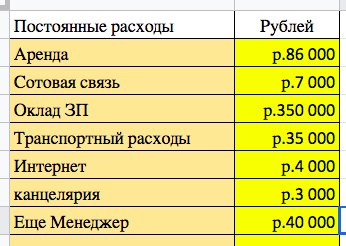 Постоянные расходы Рублей
Аренда р.86 000
Сотовая связь р.7 000
Оклад ЗП р.350 000
Транспортный расходы р.35 000
Интернет р.4 000
канцелярия р.3 000
Еще Менеджер р.40 000